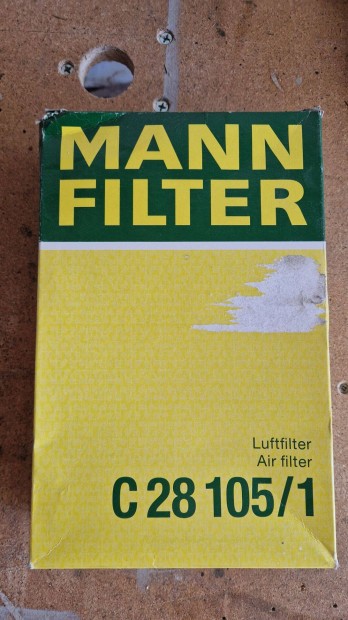 MANN
FILTER
Luftfilter
Air filter
C 28 105/1